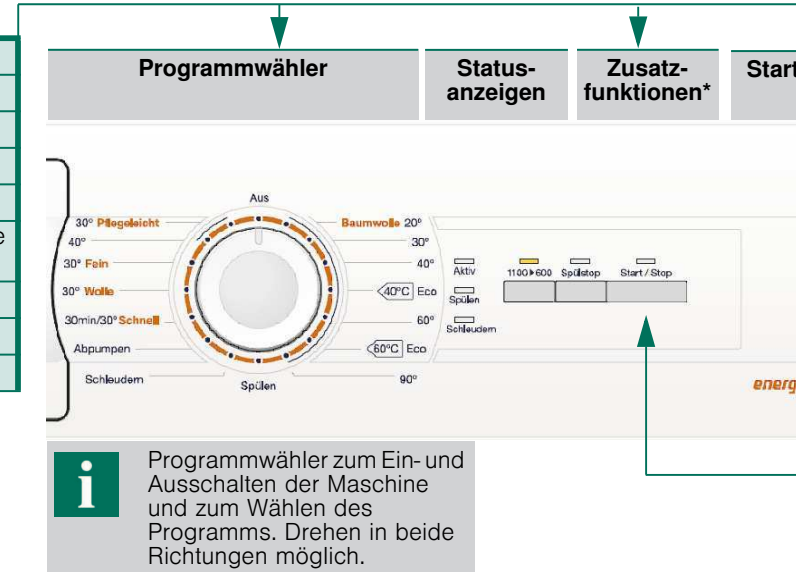 Programmwähler
Status-
anzeigen
Zusatz-
funktionen*
Start
e
Aus
30° Pflegeleicht
40°
30° Fein
30° Wolle
30min/30° Schnell
Abpumpen
Schleudern
Spülen
Baumwolle 20°
30°
40°
40°C Eco
60°
60°C Eco
90°
Aktiv
Spülen
Schleudern
1100▸600 Spülstop Start / Stop
energ
i
Programmwähler zum Ein- und
Ausschalten der Maschine
und zum Wählen des
Programms. Drehen in beide
Richtungen möglich.